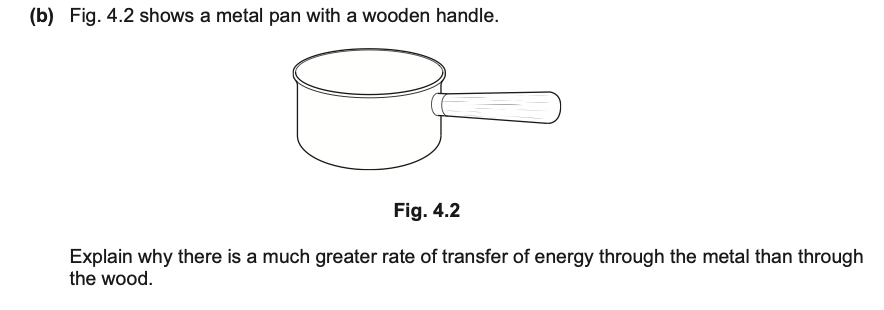 (b) Fig. 4.2 shows a metal pan with a wooden handle.
Fig. 4.2
Explain why there is a much greater rate of transfer of energy through the metal than through
the wood.